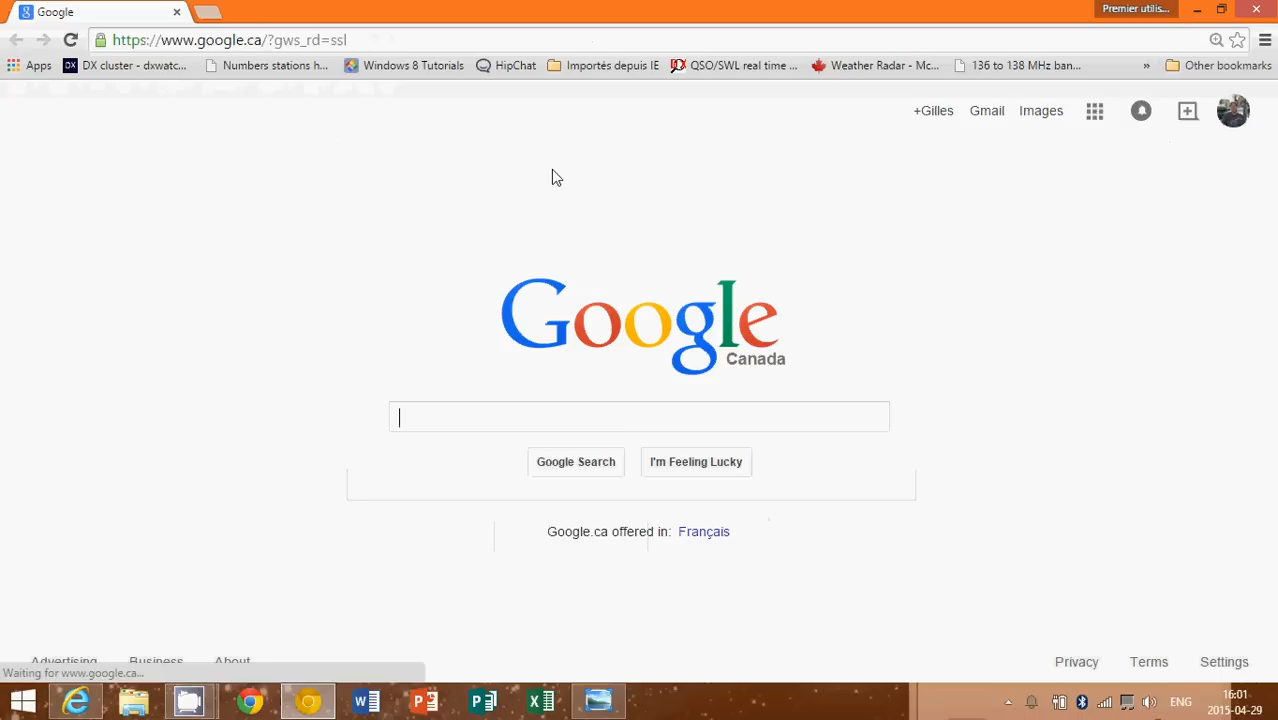 Google
Premier utilis...
https://www.google.ca/?gws_rd=ssl
Apps DX cluster - dxwatc... Numbers stations h... Windows 8 Tutorials HipChat Importés depuis IE QSO/SWL real time ... Weather Radar - Mc... 136 to 138 MHz ban... » Other bookmarks
+Gilles Gmail Images
Google
Canada
Google Search I'm Feeling Lucky
Google.ca offered in: Français
Advertising Business About Privacy Terms Settings
Waiting for www.google.ca...
ENG
16:01
2015-04-29